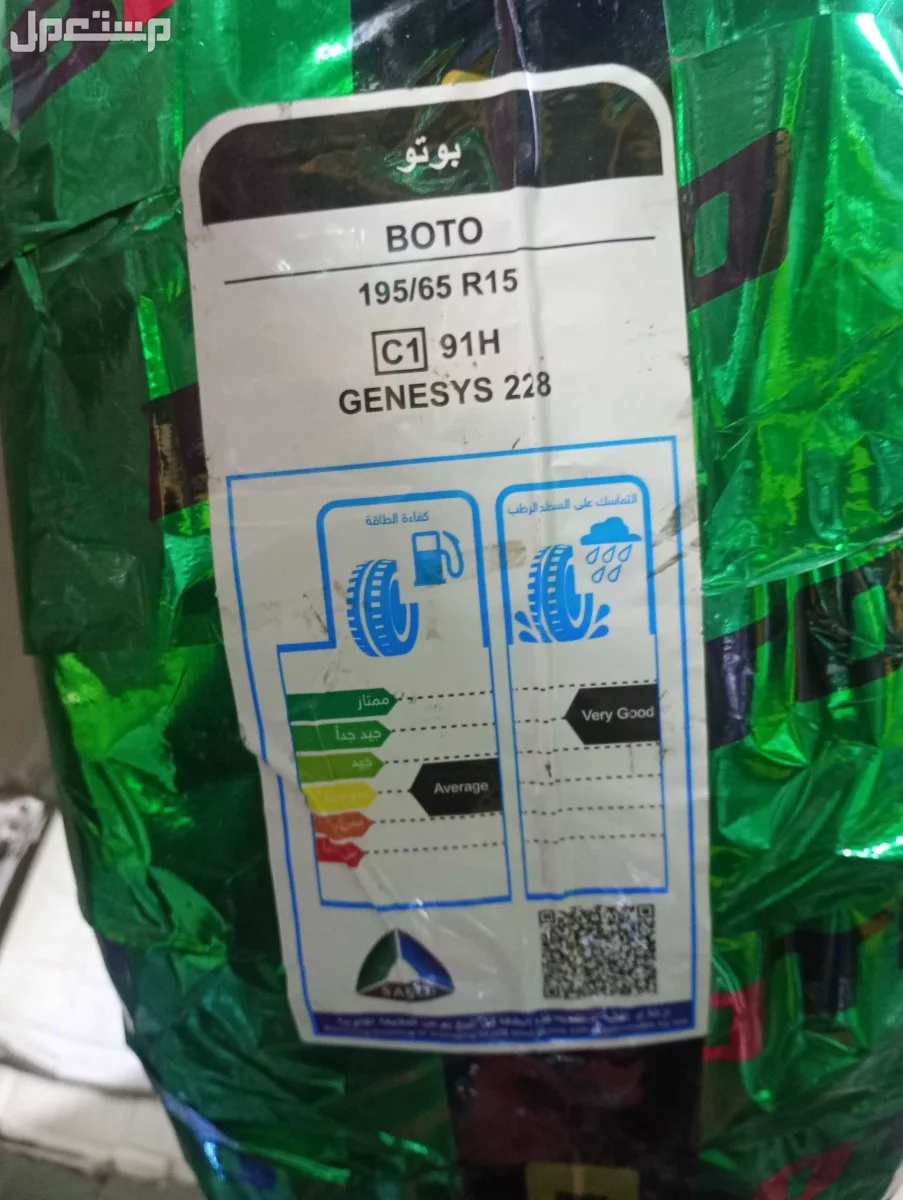 مستعمل
بوتو
BOTO
195/65 R15
C1 91H
GENESYS 228
كفاءة الطاقة
التماسك على السطح الرطب
ممتاز
جيد جداً
جيد
Very Good
Average
SASO